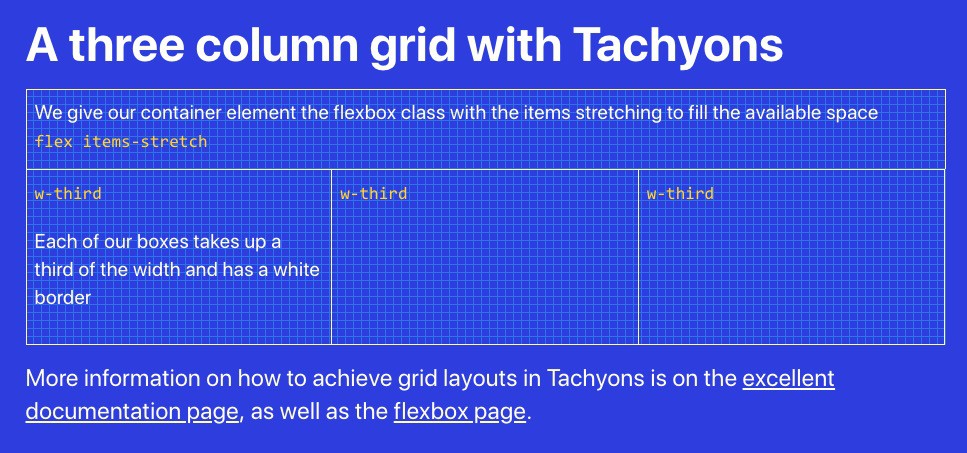 A three column grid with Tachyons
We give our container element the flexbox class with the items stretching to fill the available space
flex items-stretch
w-third
w-third
w-third
Each of our boxes takes up a
third of the width and has a white
border
More information on how to achieve grid layouts in Tachyons is on the excellent
documentation page, as well as the flexbox page.